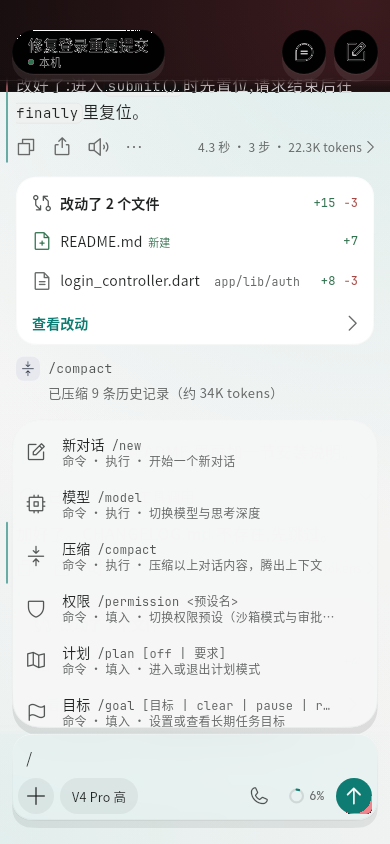 修复登录重复提交
本机
改好了:进入 submit() 时先置位,请求结束后在
finally 里复位。
4.3 秒 · 3 步 · 22.3K tokens
改动了 2 个文件 +15 -3
README.md 新建 +7
login_controller.dart app/lib/auth +8 -3
查看改动
/compact
已压缩 9 条历史记录（约 34K tokens）
新对话 /new
命令 · 执行 · 开始一个新对话
模型 /model
命令 · 执行 · 切换模型与思考深度
压缩 /compact
命令 · 执行 · 压缩以上对话内容，腾出上下文
权限 /permission <预设名>
命令 · 填入 · 切换权限预设（沙箱模式与审批…
计划 /plan [off | 要求]
命令 · 填入 · 进入或退出计划模式
目标 /goal [目标 | clear | pause | r…
命令 · 填入 · 设置或查看长期任务目标
/
V4 Pro 高 6%